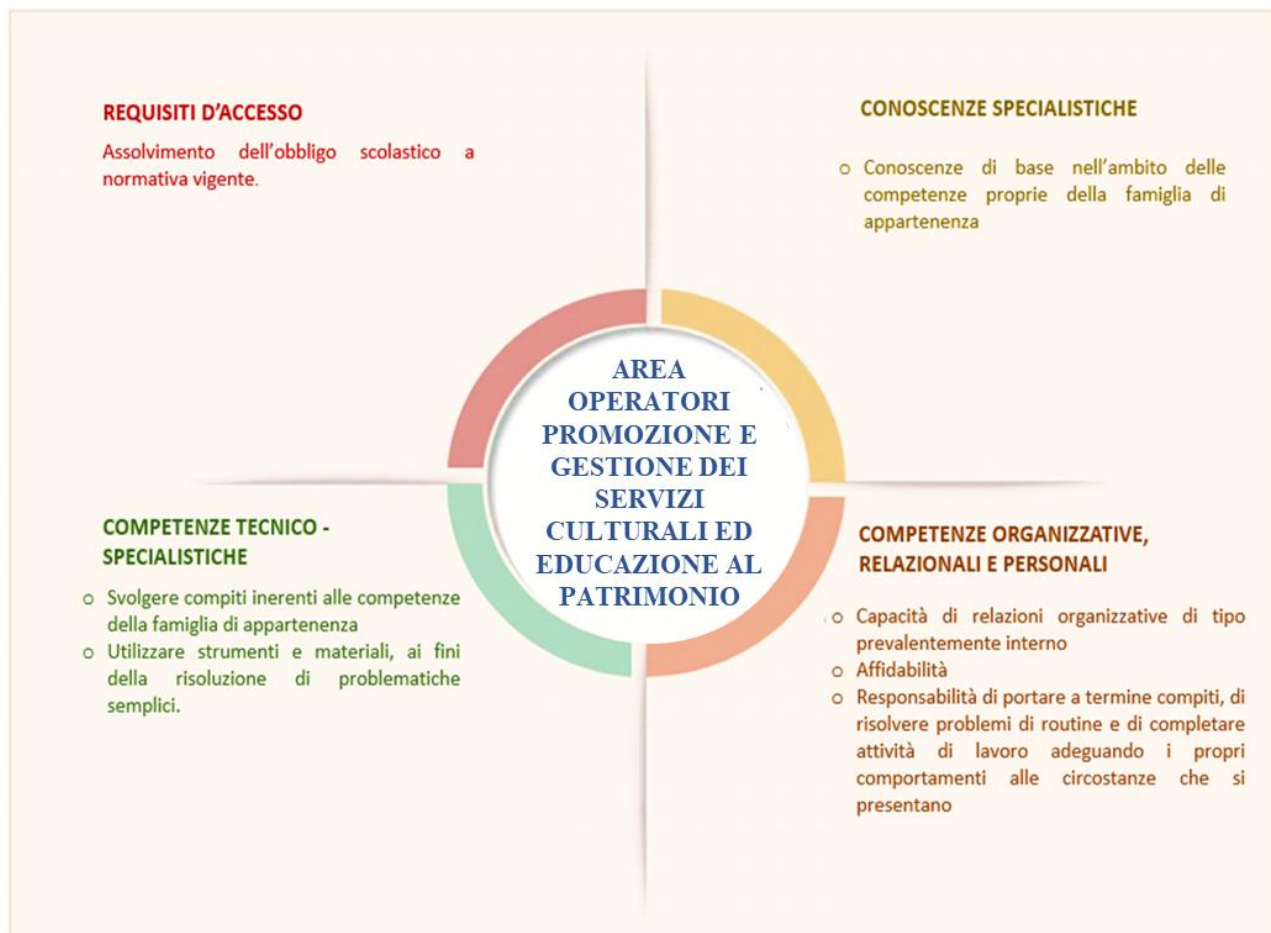 REQUISITI D'ACCESSO
Assolvimento dell'obbligo scolastico a
normativa vigente.
CONOSCENZE SPECIALISTICHE
o Conoscenze di base nell'ambito delle
competenze proprie della famiglia di
appartenenza
AREA
OPERATORI
PROMOZIONE E
GESTIONE DEI
SERVIZI
CULTURALI ED
EDUCAZIONE AL
PATRIMONIO
COMPETENZE TECNICO -
SPECIALISTICHE
o Svolgere compiti inerenti alle competenze
della famiglia di appartenenza
o Utilizzare strumenti e materiali, ai fini
della risoluzione di problematiche
semplici.
COMPETENZE ORGANIZZATIVE,
RELAZIONALI E PERSONALI
o Capacità di relazioni organizzative di tipo
prevalentemente interno
o Affidabilità
o Responsabilità di portare a termine compiti, di
risolvere problemi di routine e di completare
attività di lavoro adeguando i propri
comportamenti alle circostanze che si
presentano